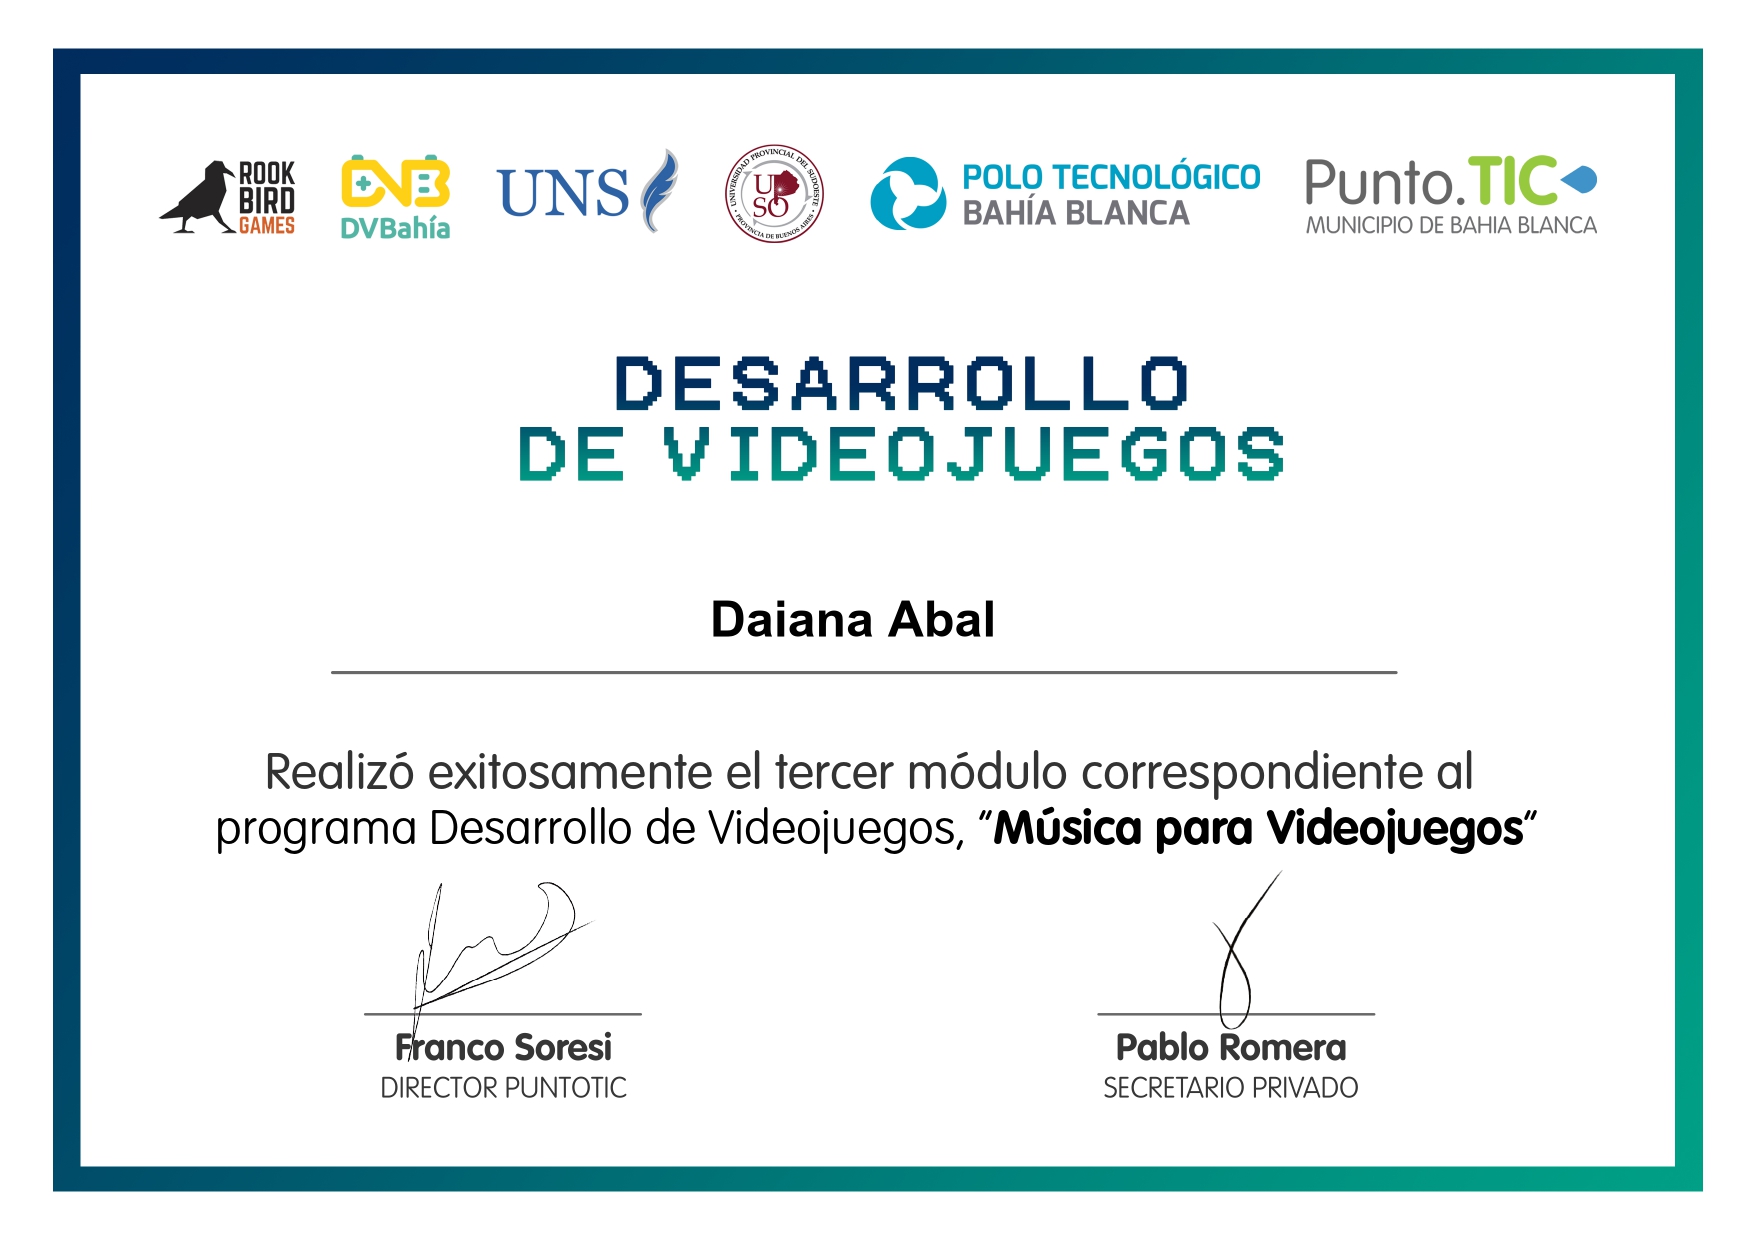 ROOK
BIRD
GAMES
DVB
DVBahía
UNS
UNIVERSIDAD PROVINCIAL DEL SUDOESTE
UPSO
PROVINCIA DE BUENOS AIRES
POLO TECNOLÓGICO
BAHÍA BLANCA
Punto.TIC
MUNICIPIO DE BAHIA BLANCA
DESARROLLO
DE VIDEOJUEGOS
Daiana Abal
Realizó exitosamente el tercer módulo correspondiente al
programa Desarrollo de Videojuegos, “Música para Videojuegos”
Franco Soresi
DIRECTOR PUNTOTIC
Pablo Romera
SECRETARIO PRIVADO